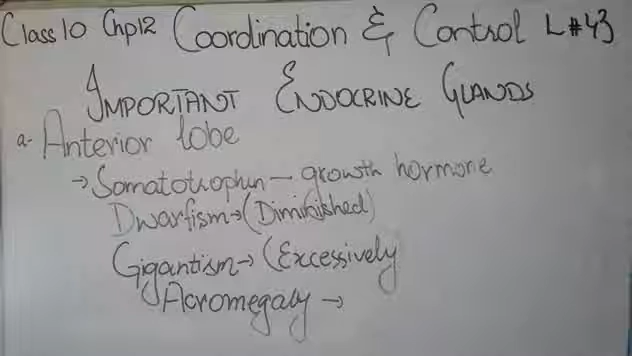 Class 10 Chp12 Coordination & Control L#43
IMPORTANT ENDOCRINE GLANDS
a- Anterior lobe
→ Somatotrophin – growth hormone
Dwarfism → (Diminished)
Gigantism → (Excessively
Acromegaly →